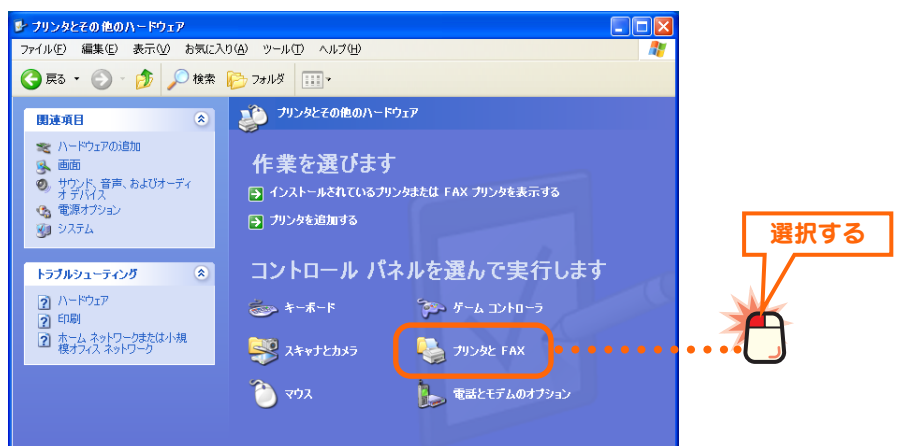 プリンタとその他のハードウェア
ファイル(F) 編集(E) 表示(V) お気に入り(A) ツール(T) ヘルプ(H)
戻る 検索 フォルダ
関連項目
ハードウェアの追加
画面
サウンド、音声、およびオーディ
オ デバイス
電源オプション
システム
トラブルシューティング
ハードウェア
印刷
ホーム ネットワークまたは小規
模オフィス ネットワーク
プリンタとその他のハードウェア
作業を選びます
インストールされているプリンタまたは FAX プリンタを表示する
プリンタを追加する
コントロール パネルを選んで実行します
キーボード
ゲーム コントローラ
スキャナとカメラ
プリンタと FAX
マウス
電話とモデムのオプション
選択する